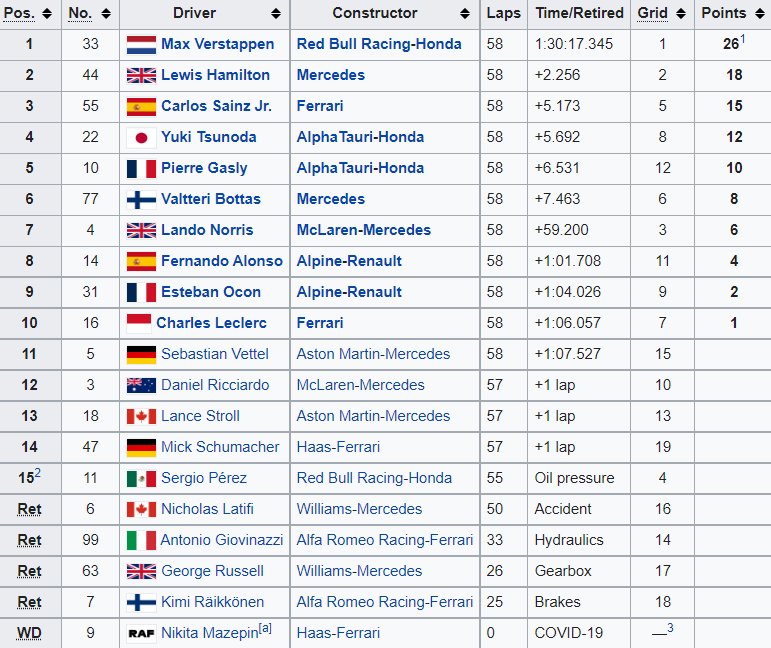 Pos. No. Driver Constructor Laps Time/Retired Grid Points
1 33 Max Verstappen Red Bull Racing-Honda 58 1:30:17.345 1 26¹
2 44 Lewis Hamilton Mercedes 58 +2.256 2 18
3 55 Carlos Sainz Jr. Ferrari 58 +5.173 5 15
4 22 Yuki Tsunoda AlphaTauri-Honda 58 +5.692 8 12
5 10 Pierre Gasly AlphaTauri-Honda 58 +6.531 12 10
6 77 Valtteri Bottas Mercedes 58 +7.463 6 8
7 4 Lando Norris McLaren-Mercedes 58 +59.200 3 6
8 14 Fernando Alonso Alpine-Renault 58 +1:01.708 11 4
9 31 Esteban Ocon Alpine-Renault 58 +1:04.026 9 2
10 16 Charles Leclerc Ferrari 58 +1:06.057 7 1
11 5 Sebastian Vettel Aston Martin-Mercedes 58 +1:07.527 15
12 3 Daniel Ricciardo McLaren-Mercedes 57 +1 lap 10
13 18 Lance Stroll Aston Martin-Mercedes 57 +1 lap 13
14 47 Mick Schumacher Haas-Ferrari 57 +1 lap 19
15² 11 Sergio Pérez Red Bull Racing-Honda 55 Oil pressure 4
Ret 6 Nicholas Latifi Williams-Mercedes 50 Accident 16
Ret 99 Antonio Giovinazzi Alfa Romeo Racing-Ferrari 33 Hydraulics 14
Ret 63 George Russell Williams-Mercedes 26 Gearbox 17
Ret 7 Kimi Räikkönen Alfa Romeo Racing-Ferrari 25 Brakes 18
WD 9 RAF Nikita Mazepin[a] Haas-Ferrari 0 COVID-19 —³